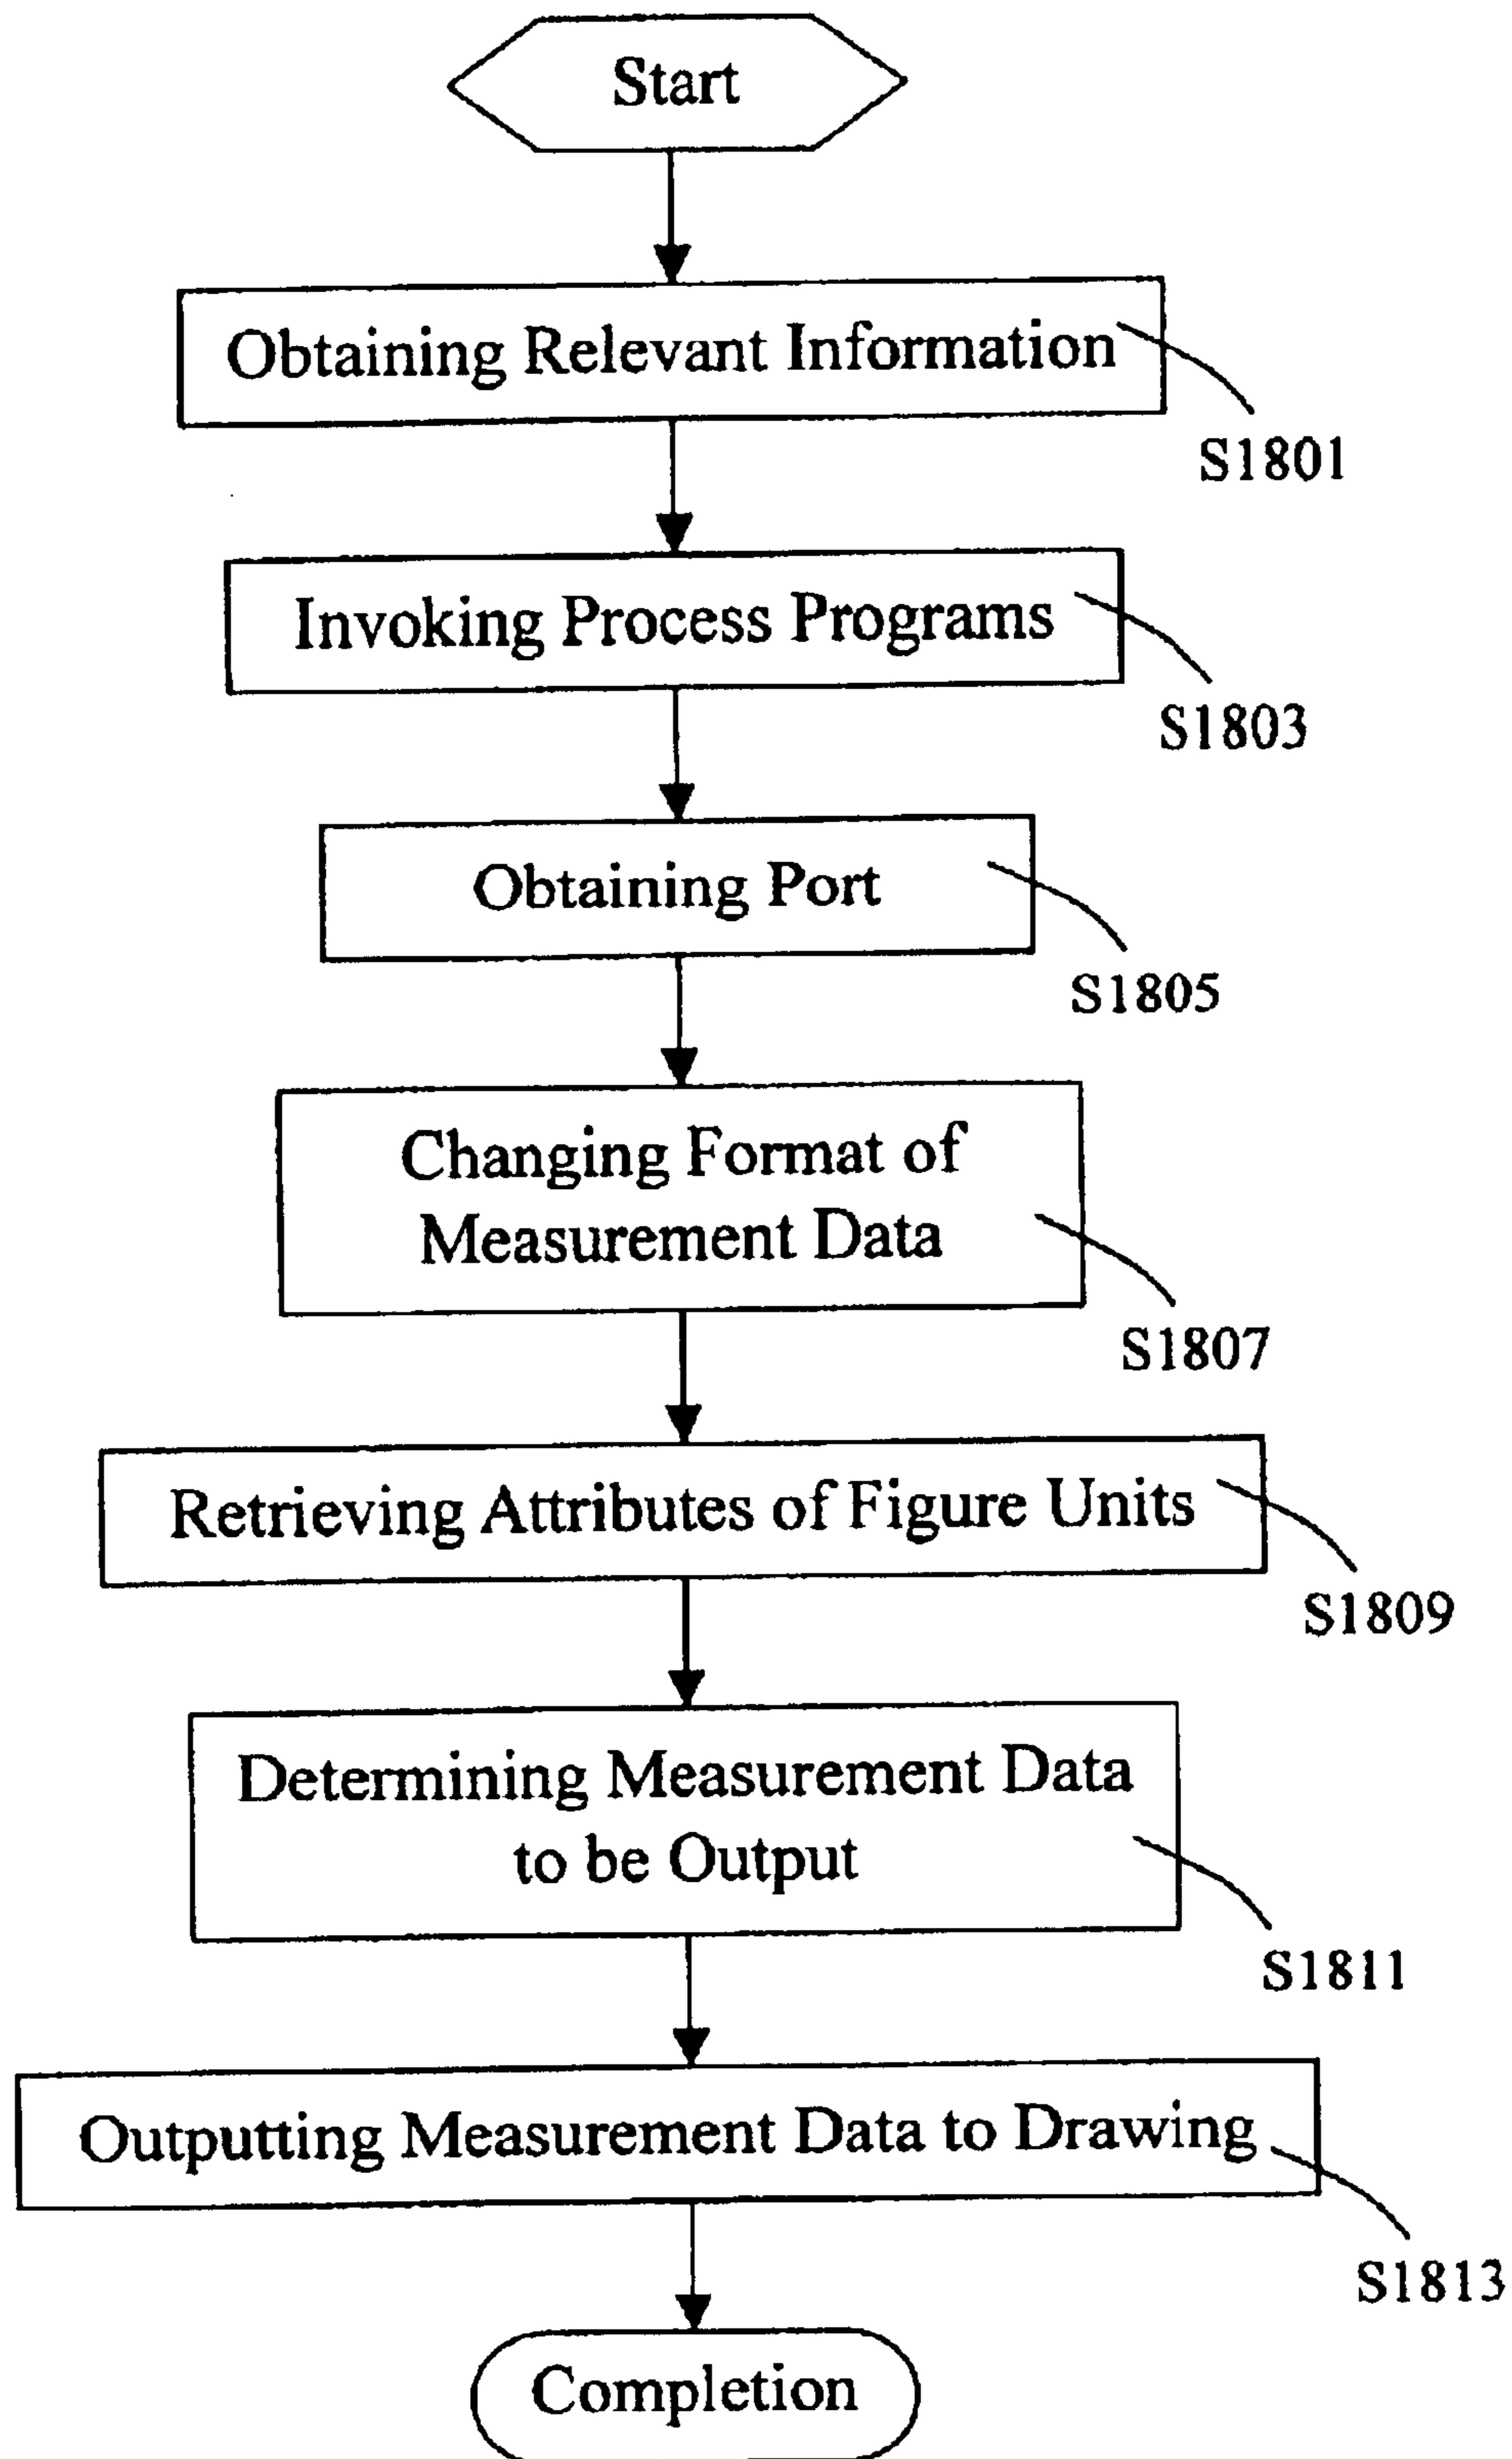 Start
Obtaining Relevant Information
S1801
Invoking Process Programs
S1803
Obtaining Port
S1805
Changing Format of
Measurement Data
S1807
Retrieving Attributes of Figure Units
S1809
Determining Measurement Data
to be Output
S1811
Outputting Measurement Data to Drawing
S1813
Completion